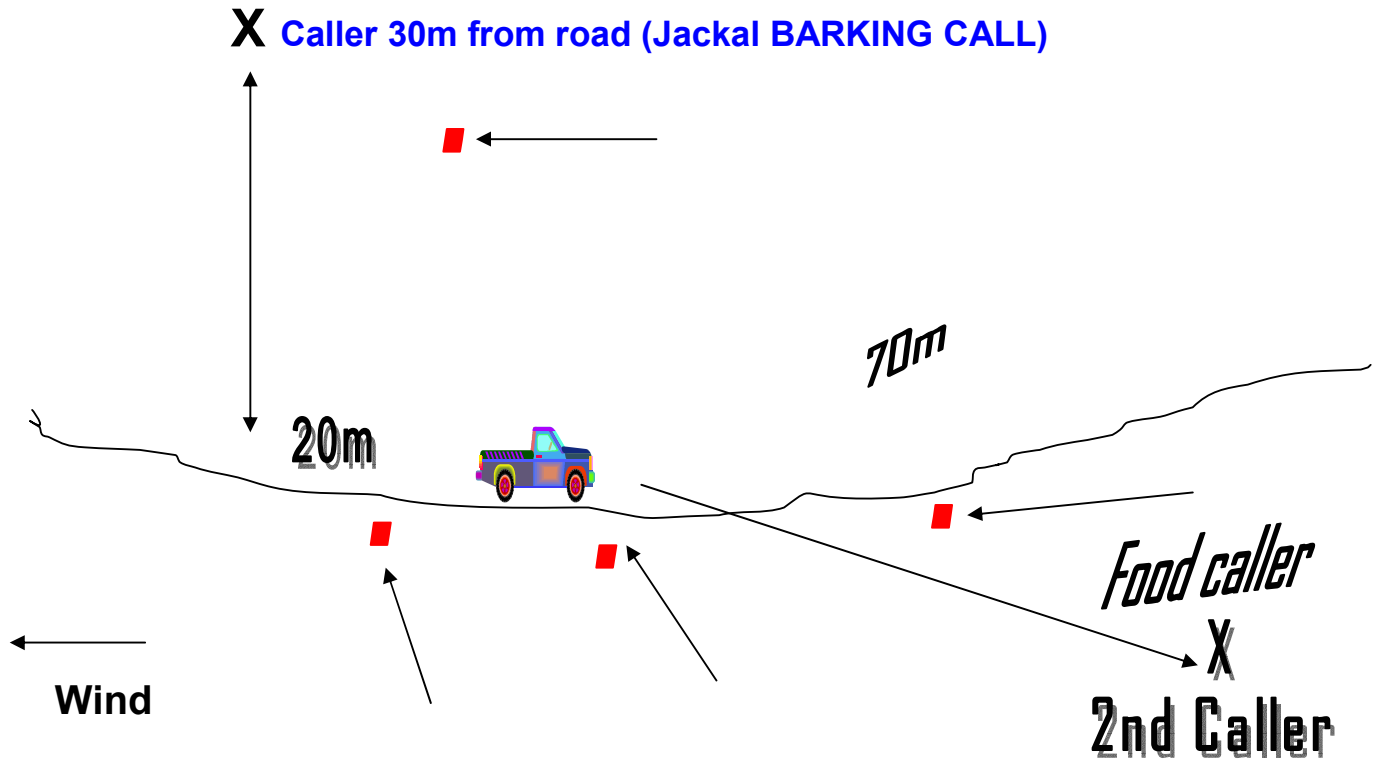 X Caller 30m from road (Jackal BARKING CALL)
70m
20m
Food caller
X
2nd Caller
Wind